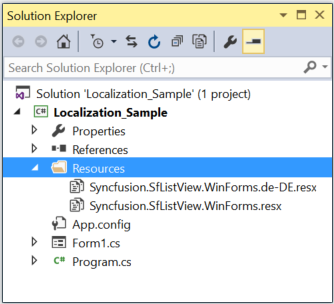 Solution Explorer
Search Solution Explorer (Ctrl+;)
Solution 'Localization_Sample' (1 project)
C# Localization_Sample
Properties
References
Resources
Syncfusion.SfListView.WinForms.de-DE.resx
Syncfusion.SfListView.WinForms.resx
App.config
Form1.cs
C# Program.cs